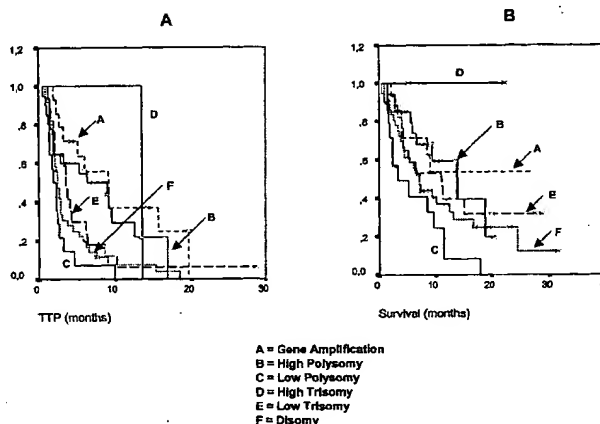 A
B
1,2
1,0
,8
,6
,4
,2
0,0
0
10
20
30
TTP (months)
A
D
F
E
B
C
1,2
1,0
,8
,6
,4
,2
0,0
0
10
20
30
Survival (months)
D
B
A
E
F
C
A = Gene Amplification
B = High Polysomy
C = Low Polysomy
D = High Trisomy
E = Low Trisomy
F = Disomy